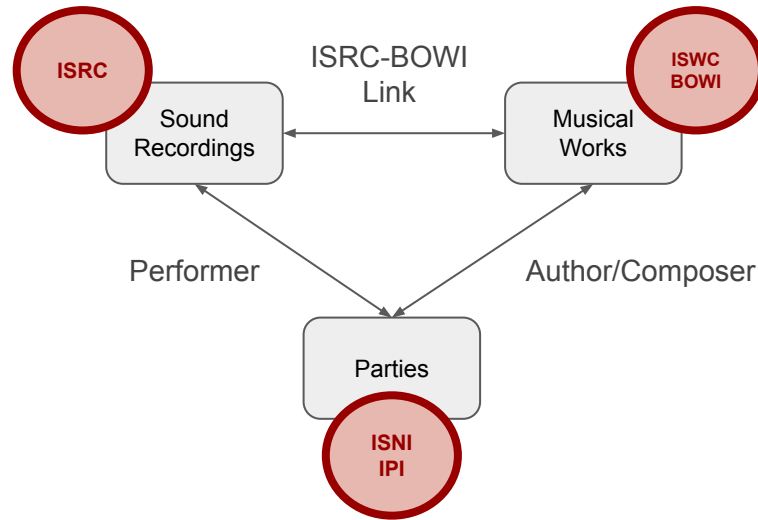 ISRC
ISRC-BOWI
Link
ISWC
BOWI
Sound
Recordings
Musical
Works
Performer
Author/Composer
Parties
ISNI
IPI